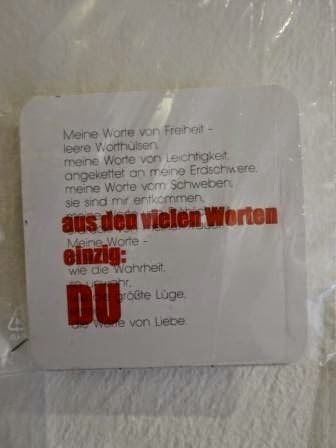 Meine Worte von Freiheit -
leere Worthülsen,
meine Worte von Leichtigkeit,
angekettet an meine Erdschwere,
meine Worte vom Schweben,
sie sind mir entkommen,
aus den vielen Worten
Meine Worte -
einzig:
wie die Wahrheit,
so unwahr,
DU
größte Lüge,
die Worte von Liebe.